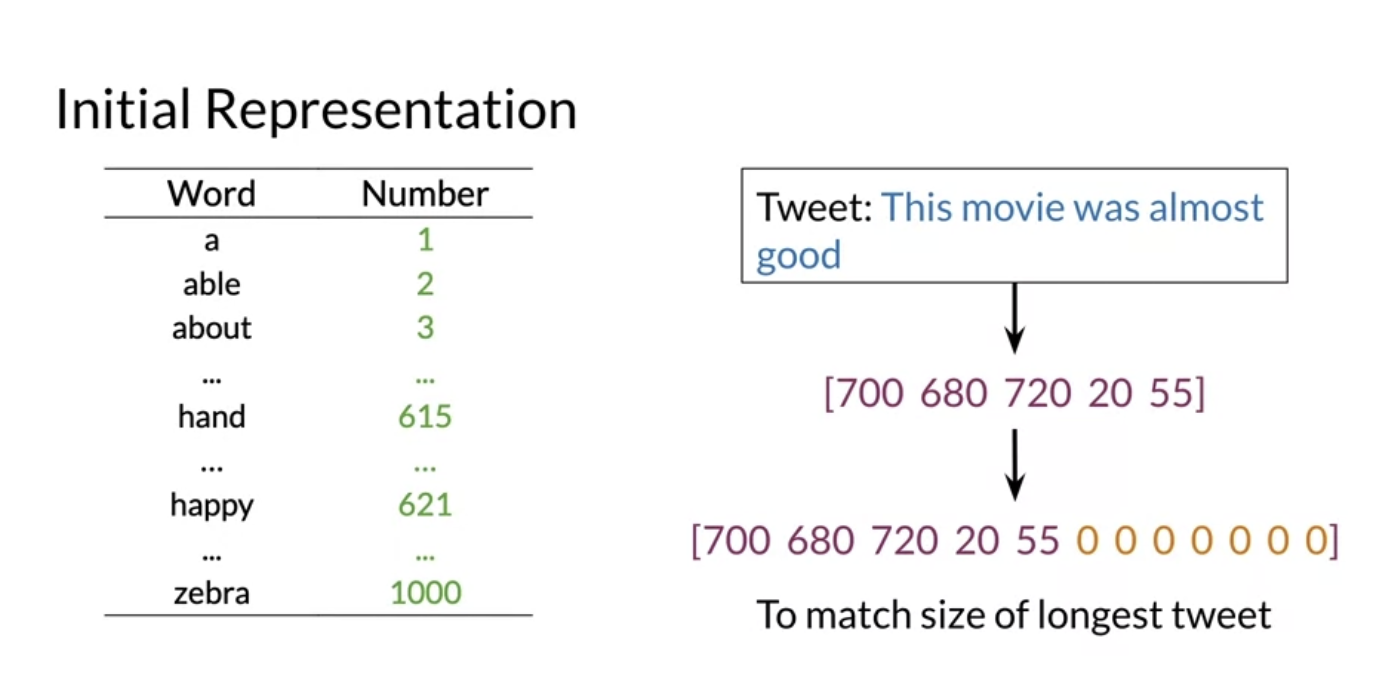 Initial Representation
Word Number
a 1
able 2
about 3
... ...
hand 615
... ...
happy 621
... ...
zebra 1000
Tweet: This movie was almost
good
[700 680 720 20 55]
[700 680 720 20 55 0 0 0 0 0 0 0]
To match size of longest tweet